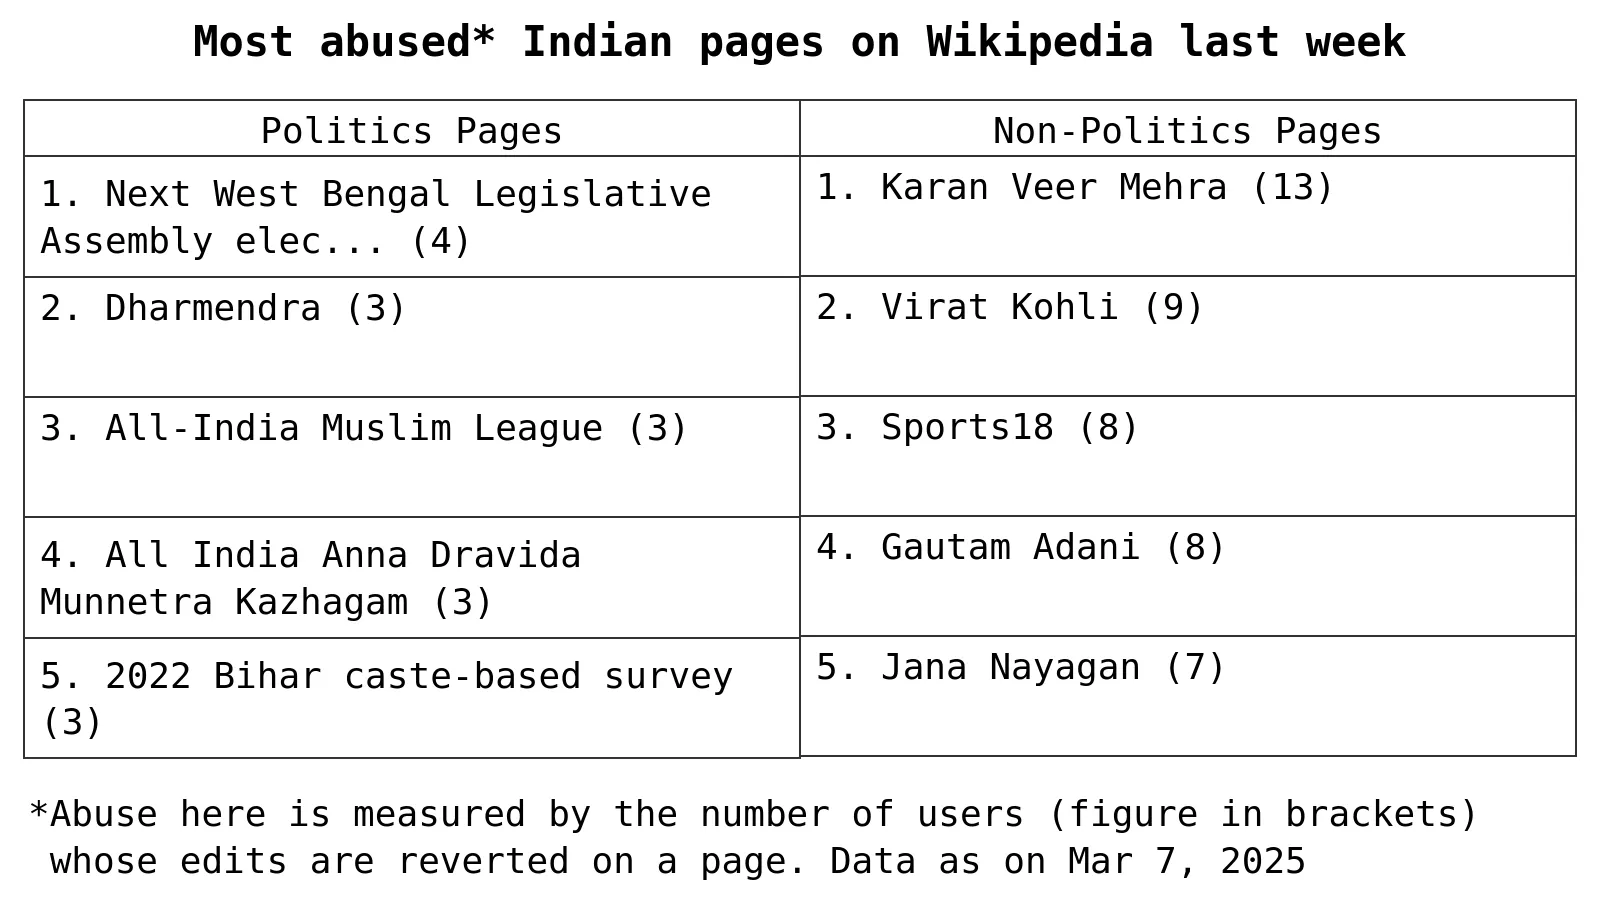 Most abused* Indian pages on Wikipedia last week
Politics Pages
Non-Politics Pages
1. Next West Bengal Legislative
Assembly elec... (4)
1. Karan Veer Mehra (13)
2. Dharmendra (3)
2. Virat Kohli (9)
3. All-India Muslim League (3)
3. Sports18 (8)
4. All India Anna Dravida
Munnetra Kazhagam (3)
4. Gautam Adani (8)
5. 2022 Bihar caste-based survey
(3)
5. Jana Nayagan (7)
*Abuse here is measured by the number of users (figure in brackets)
whose edits are reverted on a page. Data as on Mar 7, 2025